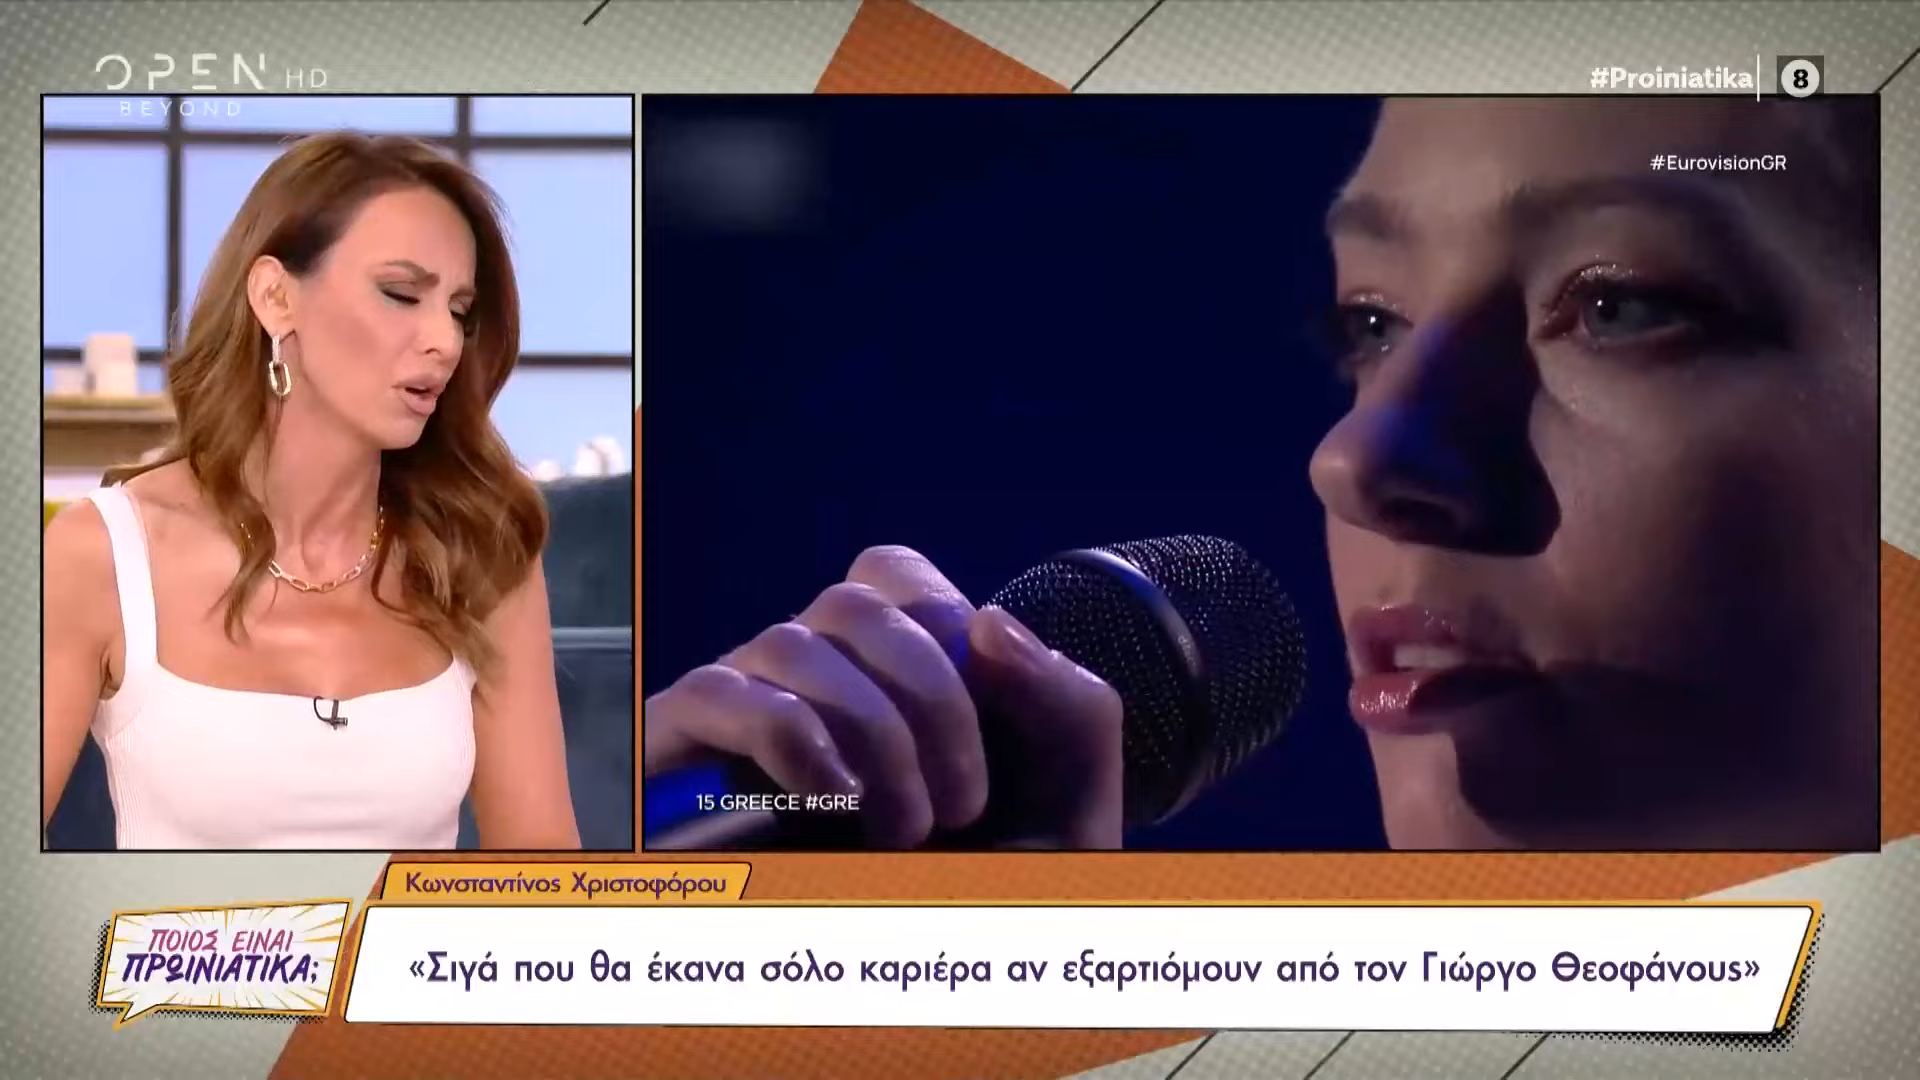 OPEN HD
BEYOND
#Proiniatika
8
#EurovisionGR
15 GREECE #GRE
Κωνσταντίνος Χριστοφόρου
ΠΟΙΟΣ ΕΙΝΑΙ
ΠΡΩΙΝΙΑΤΙΚΑ;
«Σιγά που θα έκανα σόλο καριέρα αν εξαρτιόμουν από τον Γιώργο Θεοφάνους»